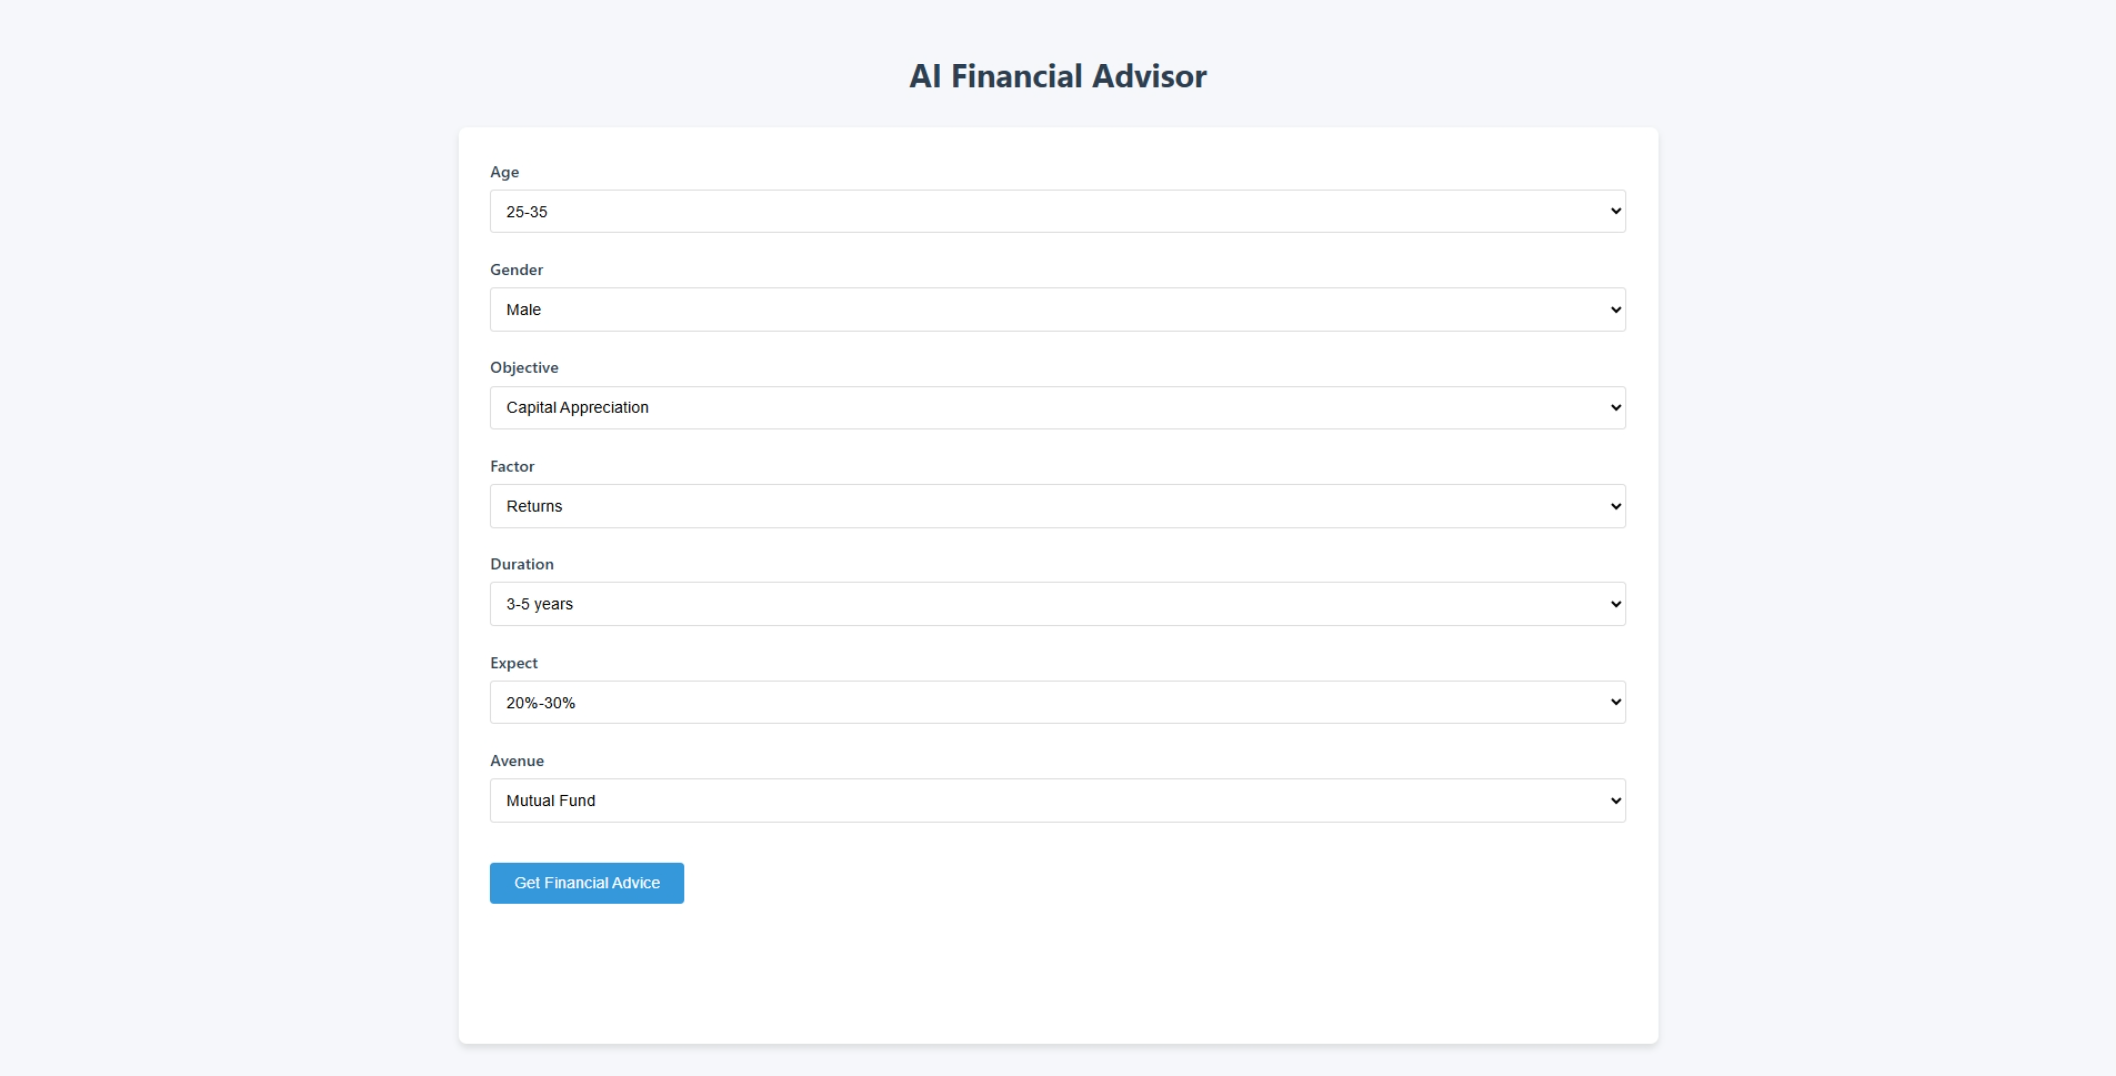 AI Financial Advisor
Age
25-35
Gender
Male
Objective
Capital Appreciation
Factor
Returns
Duration
3-5 years
Expect
20%-30%
Avenue
Mutual Fund
Get Financial Advice